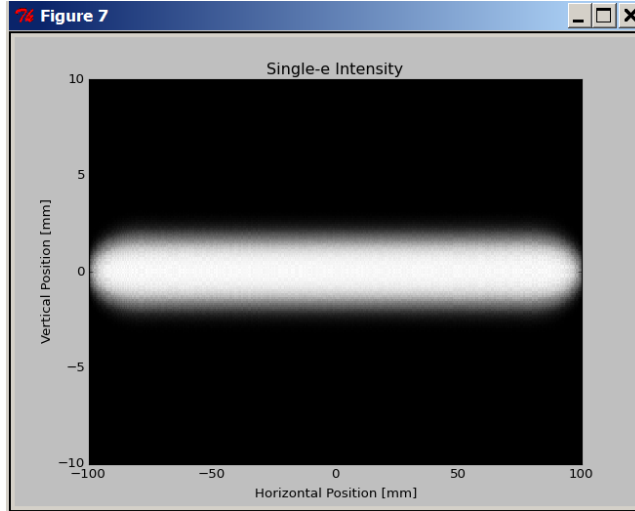 Figure 7
Single-e Intensity
10
5
0
−5
−10
Vertical Position [mm]
−100
−50
0
50
100
Horizontal Position [mm]